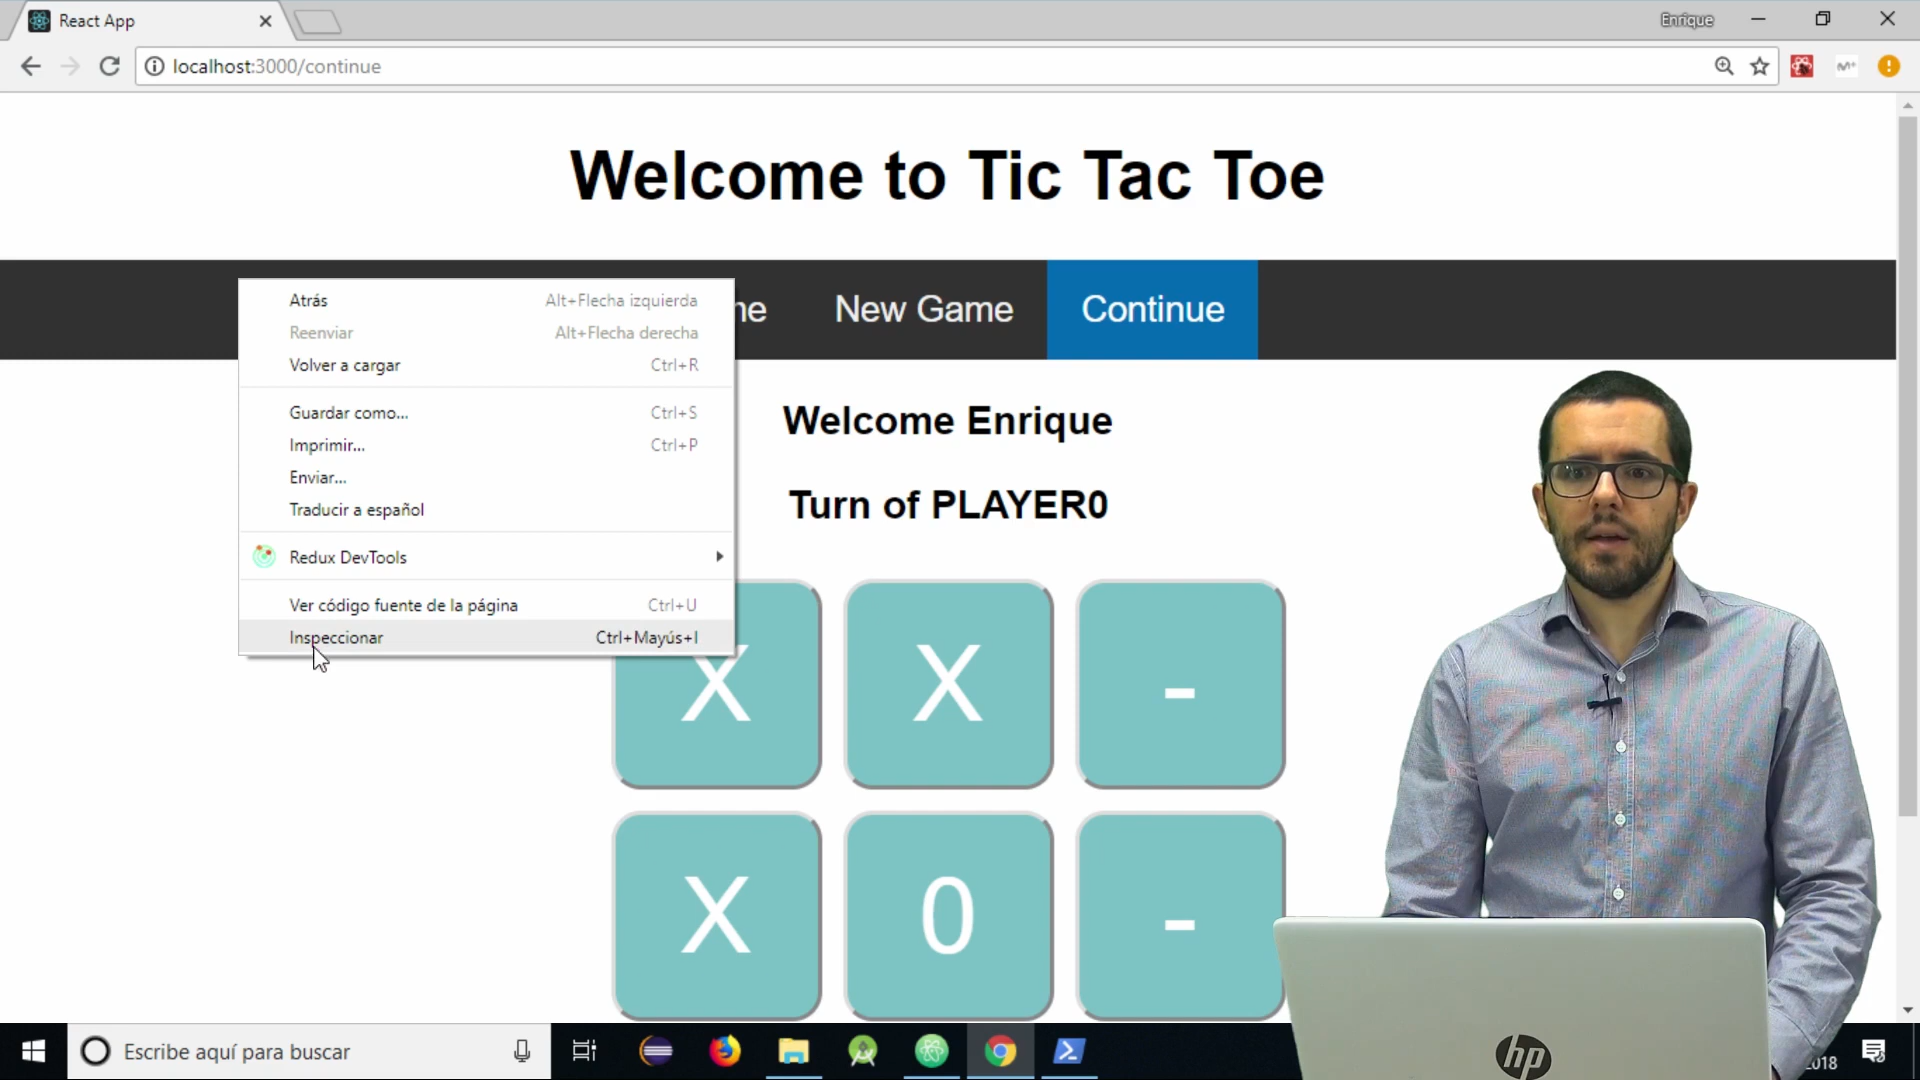 React App
Enrique
localhost:3000/continue
Welcome to Tic Tac Toe
New Game
Continue
Atrás Alt+Flecha izquierda
Reenviar Alt+Flecha derecha
Volver a cargar Ctrl+R
Guardar como... Ctrl+S
Imprimir... Ctrl+P
Enviar...
Traducir a español
Redux DevTools
Ver código fuente de la página Ctrl+U
Inspeccionar Ctrl+Mayús+I
Welcome Enrique
Turn of PLAYER0
X X -
X 0 -
Escribe aquí para buscar
hp